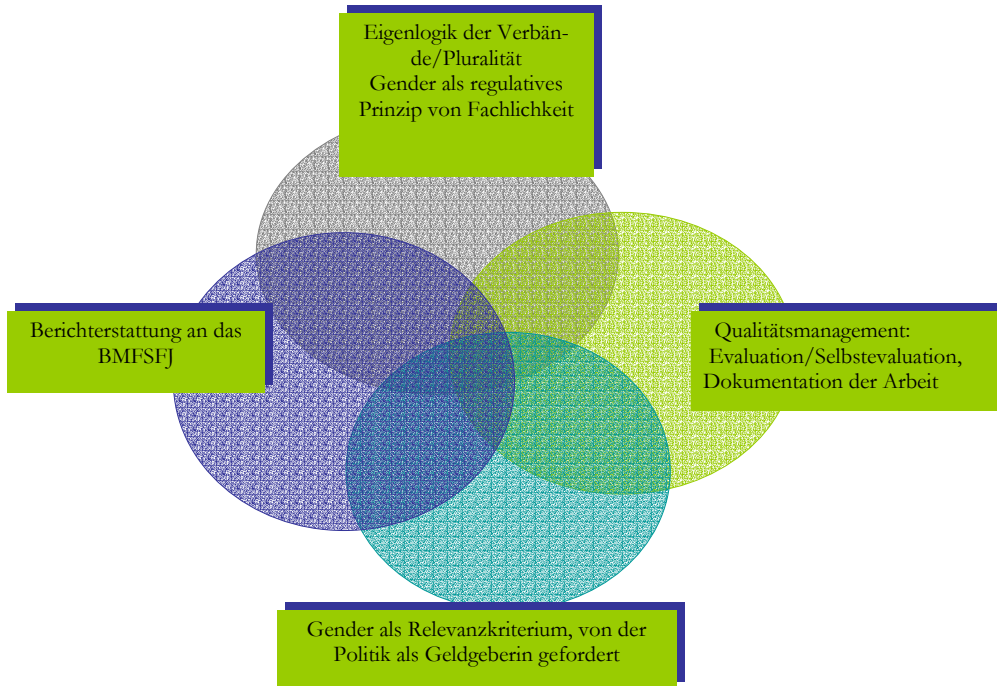 Eigenlogik der Verbän-
de/Pluralität
Gender als regulatives
Prinzip von Fachlichkeit
Berichterstattung an das
BMFSFJ
Qualitätsmanagement:
Evaluation/Selbstevaluation,
Dokumentation der Arbeit
Gender als Relevanzkriterium, von der
Politik als Geldgeberin gefordert